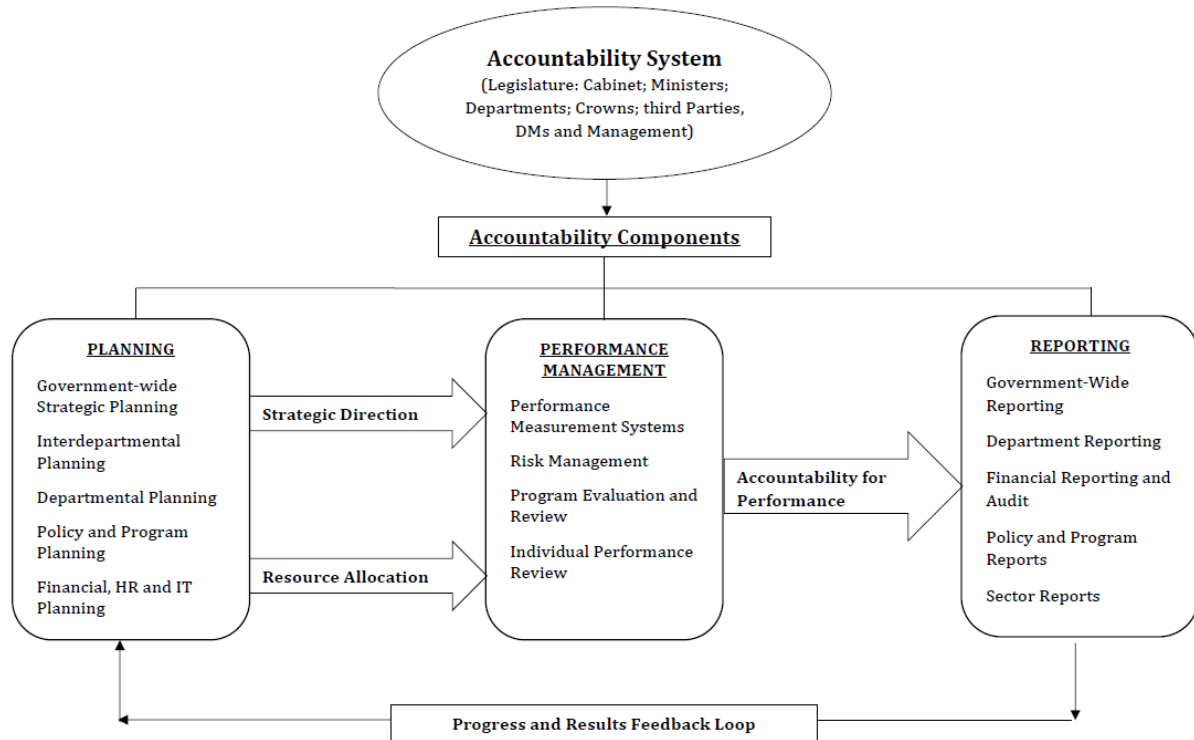 Accountability System
(Legislature: Cabinet; Ministers;
Departments; Crowns; third Parties,
DMs and Management)
Accountability Components
PLANNING
Government-wide
Strategic Planning
Interdepartmental
Planning
Departmental Planning
Policy and Program
Planning
Financial, HR and IT
Planning
Strategic Direction
Resource Allocation
PERFORMANCE
MANAGEMENT
Performance
Measurement Systems
Risk Management
Program Evaluation and
Review
Individual Performance
Review
Accountability for
Performance
REPORTING
Government-Wide
Reporting
Department Reporting
Financial Reporting and
Audit
Policy and Program
Reports
Sector Reports
Progress and Results Feedback Loop